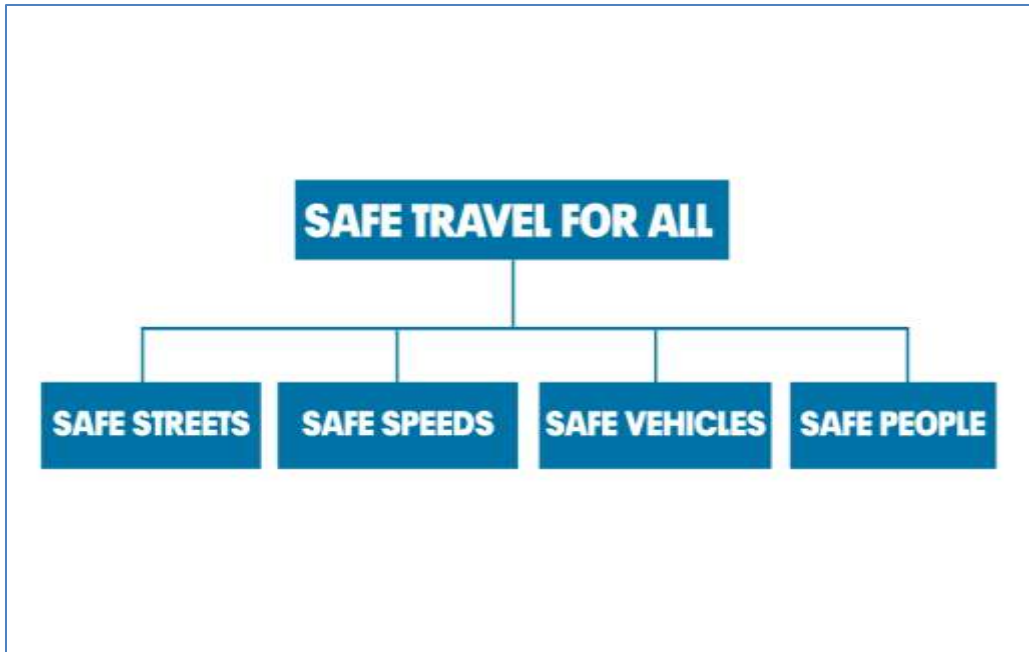 SAFE TRAVEL FOR ALL
SAFE STREETS
SAFE SPEEDS
SAFE VEHICLES
SAFE PEOPLE